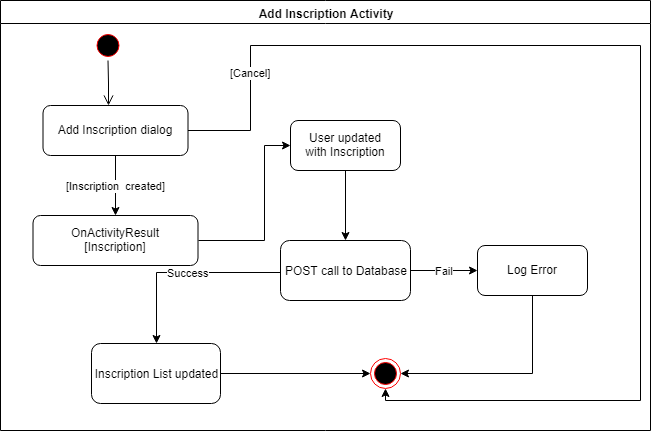 Add Inscription Activity
[Cancel]
Add Inscription dialog
User updated
with Inscription
[Inscription created]
OnActivityResult
[Inscription]
POST call to Database
Success
Fail
Log Error
Inscription List updated